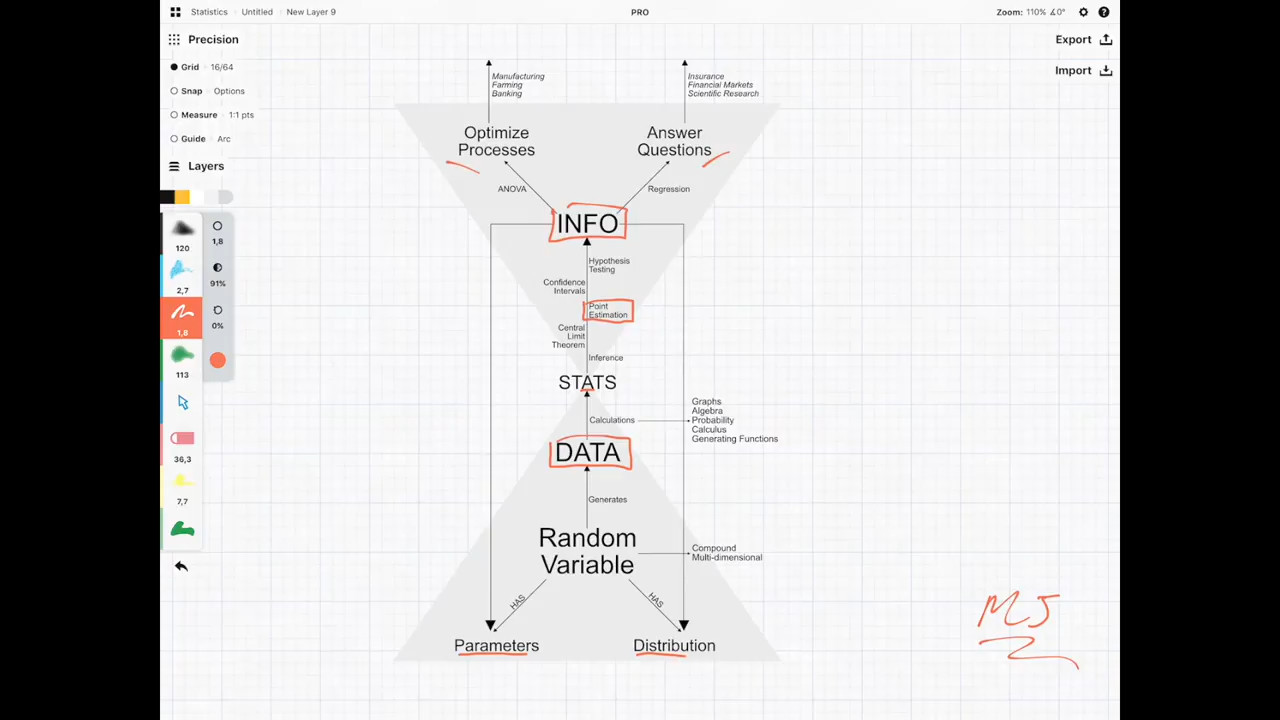 Statistics Untitled New Layer 9
PRO
Zoom: 110% ∠0°
Precision
Grid 16/64
Snap Options
Measure 1:1 pts
Guide Arc
Layers
Export
Import
120
2,7
1,8
113
36,3
7,7
1,8
91%
0%
Manufacturing
Farming
Banking
Insurance
Financial Markets
Scientific Research
Optimize
Processes
Answer
Questions
ANOVA
Regression
INFO
Hypothesis
Testing
Confidence
Intervals
Point
Estimation
Central
Limit
Theorem
Inference
STATS
Calculations
Graphs
Algebra
Probability
Calculus
Generating Functions
DATA
Generates
Random
Variable
Compound
Multi-dimensional
HAS
HAS
Parameters
Distribution
MJ